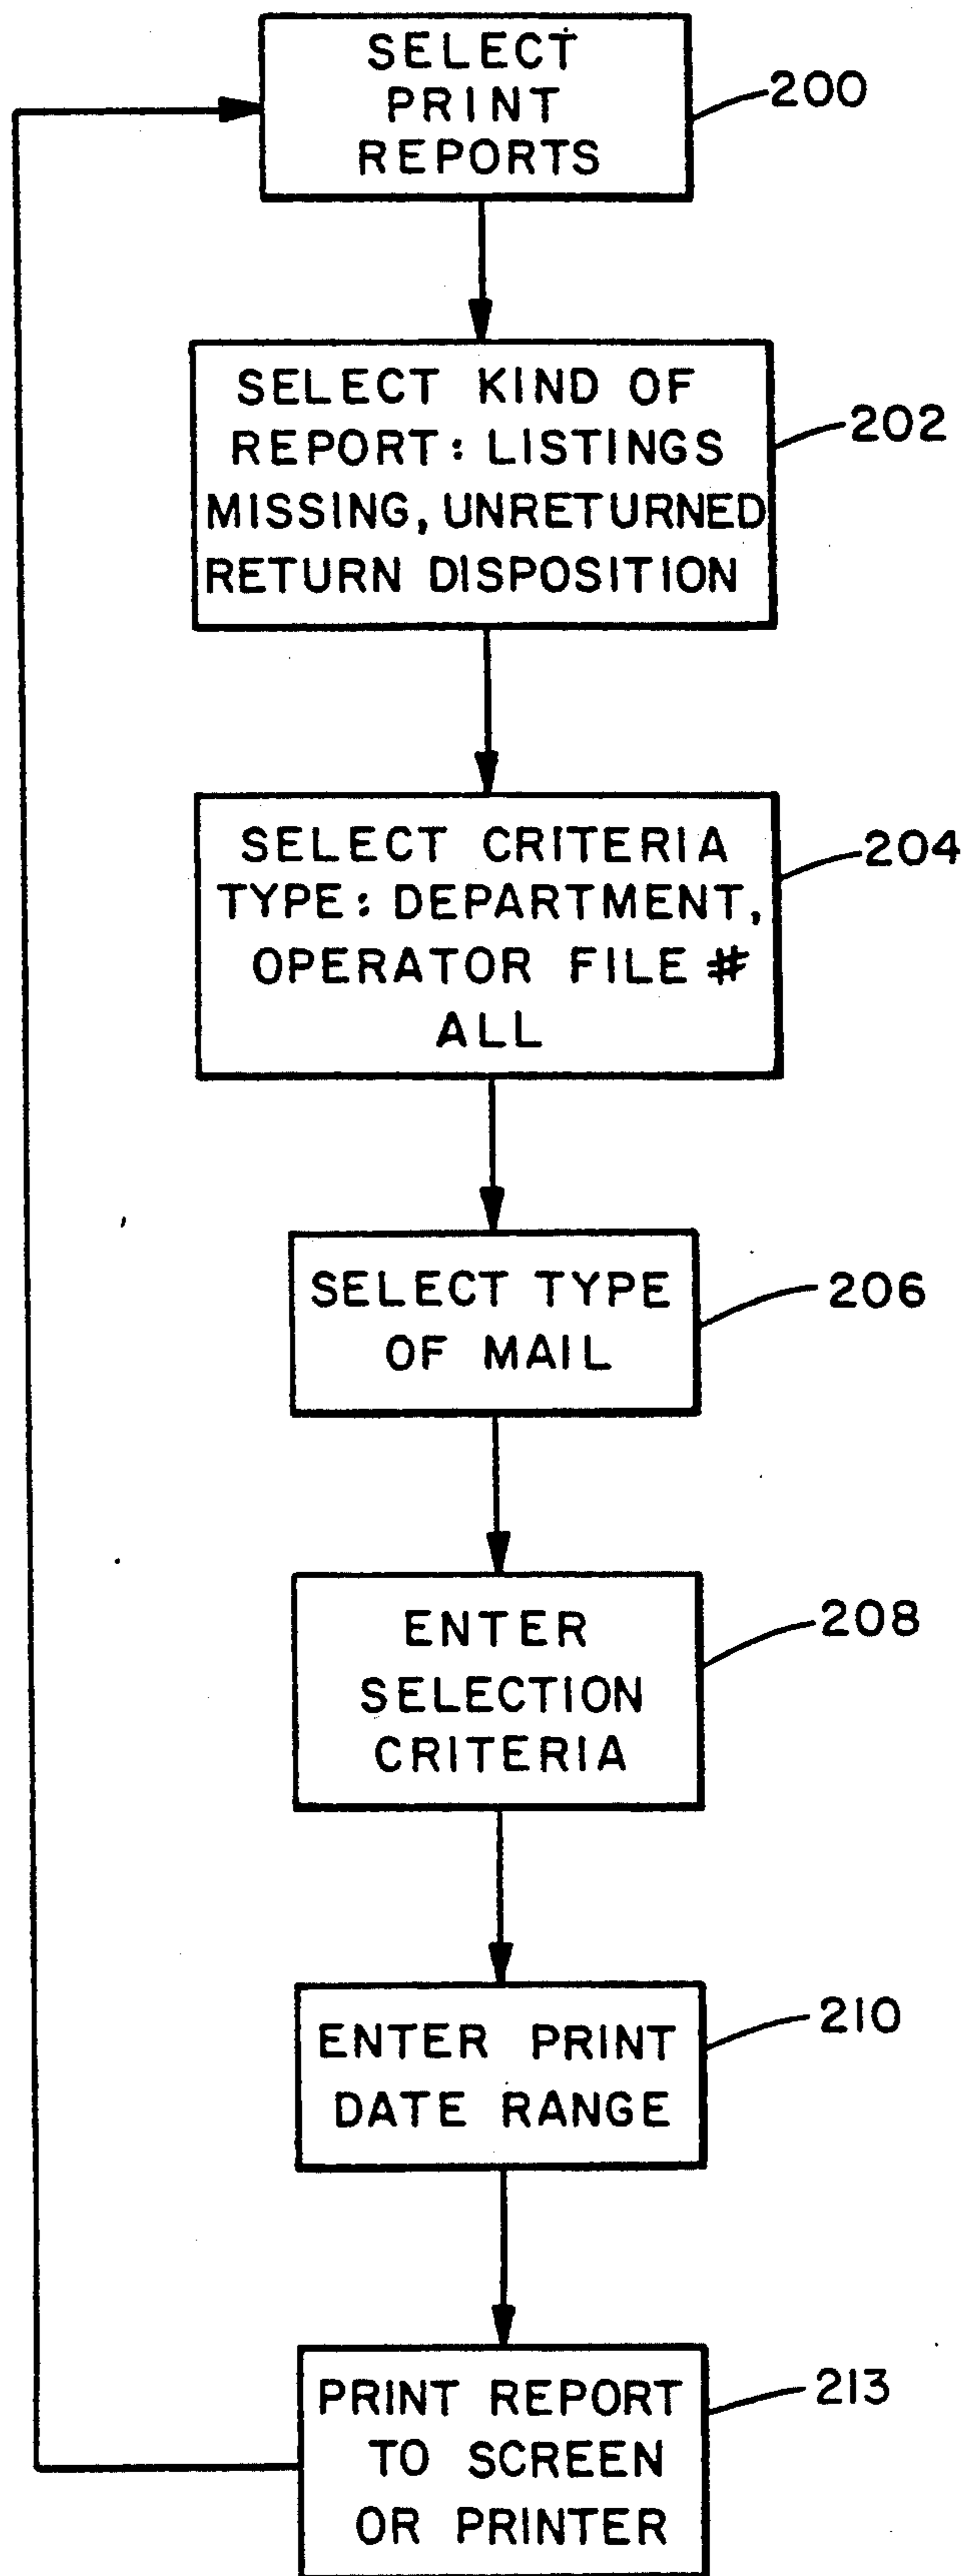 SELECT
PRINT
REPORTS
200
SELECT KIND OF
REPORT: LISTINGS
MISSING, UNRETURNED
RETURN DISPOSITION
202
SELECT CRITERIA
TYPE: DEPARTMENT,
OPERATOR FILE #
ALL
204
SELECT TYPE
OF MAIL
206
ENTER
SELECTION
CRITERIA
208
ENTER PRINT
DATE RANGE
210
PRINT REPORT
TO SCREEN
OR PRINTER
213